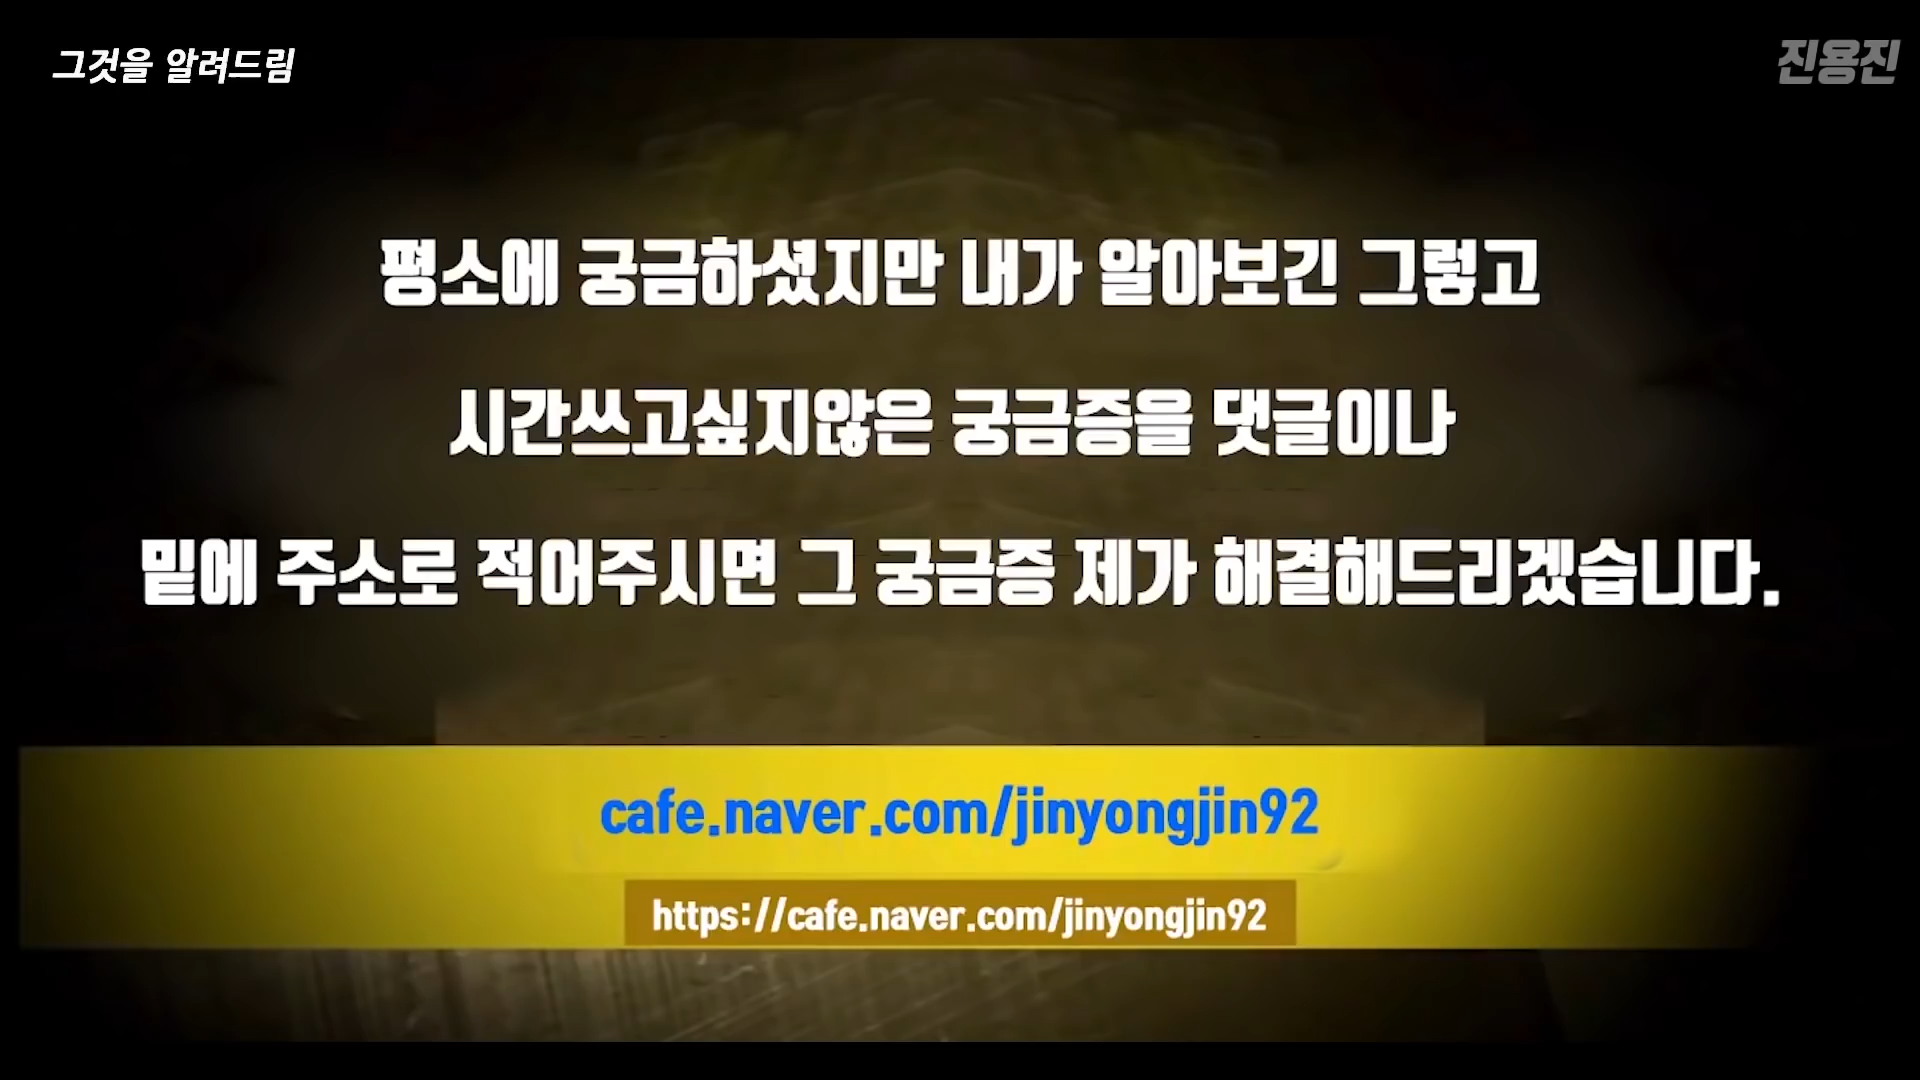 그것을 알려드림
진용진
평소에 궁금하셨지만 내가 알아보긴 그렇고
시간쓰고싶지않은 궁금증을 댓글이나
밑에 주소로 적어주시면 그 궁금증 제가 해결해드리겠습니다.
cafe.naver.com/jinyongjin92
https://cafe.naver.com/jinyongjin92